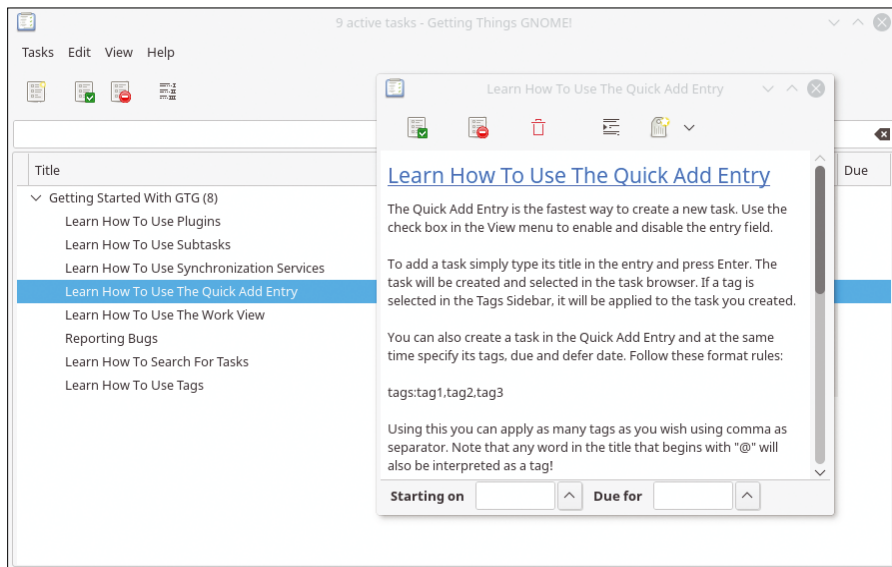 9 active tasks - Getting Things GNOME!
Tasks Edit View Help
Title
Due
Getting Started With GTG (8)
Learn How To Use Plugins
Learn How To Use Subtasks
Learn How To Use Synchronization Services
Learn How To Use The Quick Add Entry
Learn How To Use The Work View
Reporting Bugs
Learn How To Search For Tasks
Learn How To Use Tags
Learn How To Use The Quick Add Entry
Learn How To Use The Quick Add Entry
The Quick Add Entry is the fastest way to create a new task. Use the
check box in the View menu to enable and disable the entry field.
To add a task simply type its title in the entry and press Enter. The
task will be created and selected in the task browser. If a tag is
selected in the Tags Sidebar, it will be applied to the task you created.
You can also create a task in the Quick Add Entry and at the same
time specify its tags, due and defer date. Follow these format rules:
tags:tag1,tag2,tag3
Using this you can apply as many tags as you wish using comma as
separator. Note that any word in the title that begins with "@" will
also be interpreted as a tag!
Starting on Due for